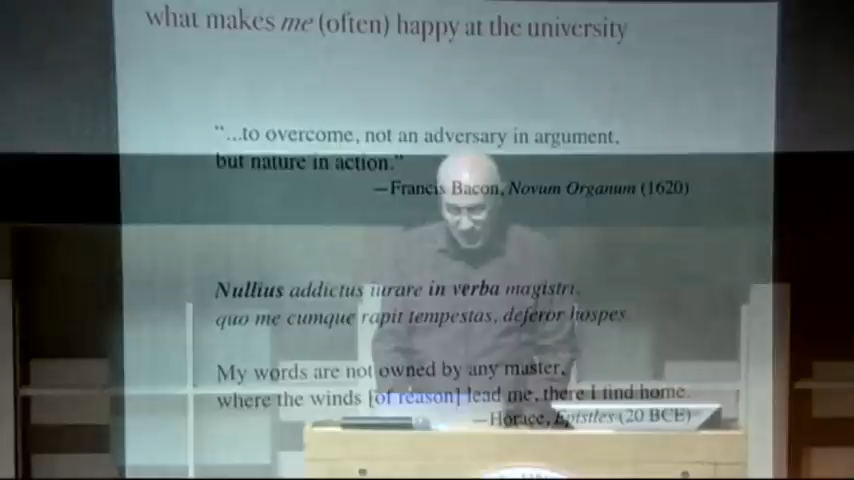 what makes me (often) happy at the university
“...to overcome, not an adversary in argument,
but nature in action.”
—Francis Bacon, Novum Organum (1620)
Nullius addictus iurare in verba magistri,
quo me cumque rapit tempestas, deferor hospes
My words are not owned by any master,
where the winds [of reason] lead me, there I find home.
—Horace, Epistles (20 BCE)